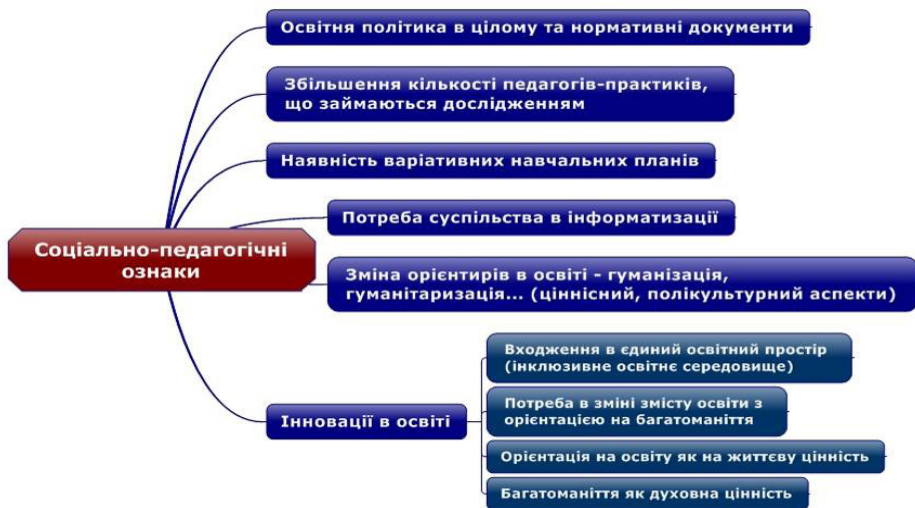 Освітня політика в цілому та нормативні документи
Збільшення кількості педагогів-практиків,
що займаються дослідженням
Наявність варіативних навчальних планів
Потреба суспільства в інформатизації
Соціально-педагогічні
ознаки
Зміна орієнтирів в освіті - гуманізація,
гуманітаризація... (ціннісний, полікультурний аспекти)
Інновації в освіті
Входження в єдиний освітний простір
(інклюзивне освітнє середовище)
Потреба в зміні змісту освіти з
орієнтацією на багатоманіття
Орієнтація на освіту як на життєву цінність
Багатоманіття як духовна цінність